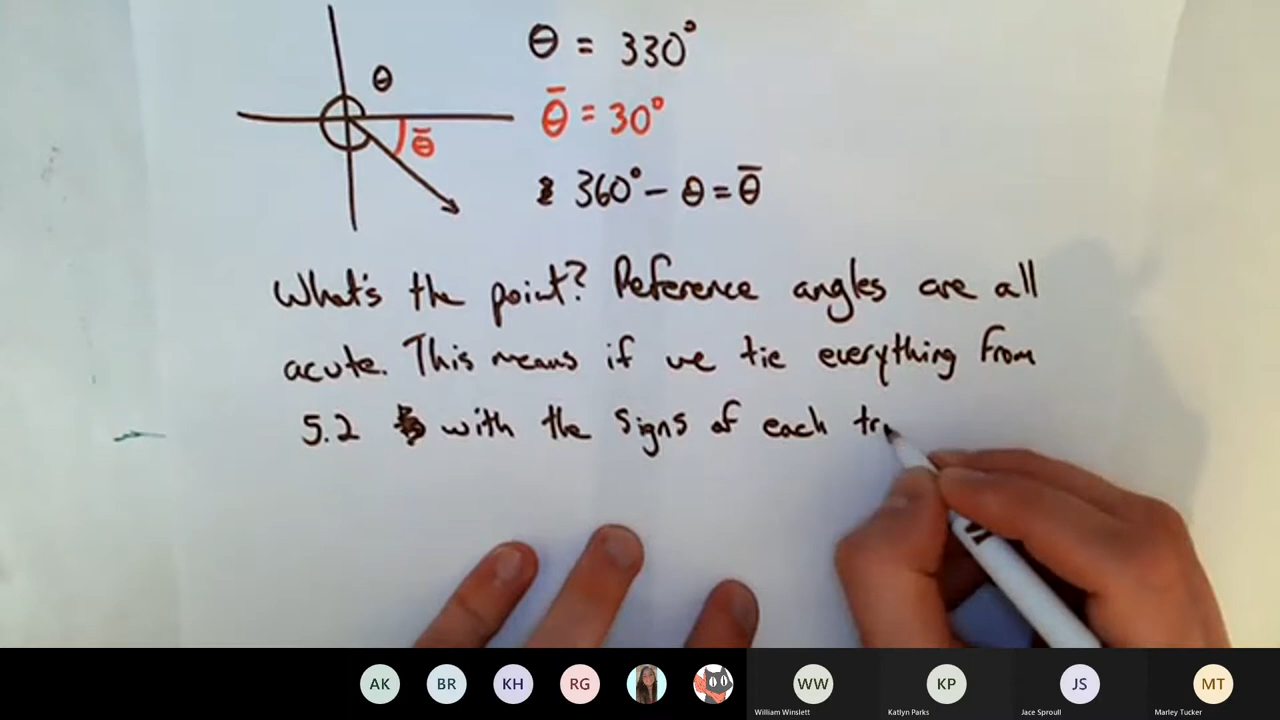 θ
θ = 330°
θ̄ = 30°
θ̄
360° - θ = θ̄
What's the point? Reference angles are all
acute. This means if we tie everything from
5.2 with the signs of each tr
AK BR KH RG WW KP JS MT
William Winslett Katlyn Parks Jace Sproull Marley Tucker